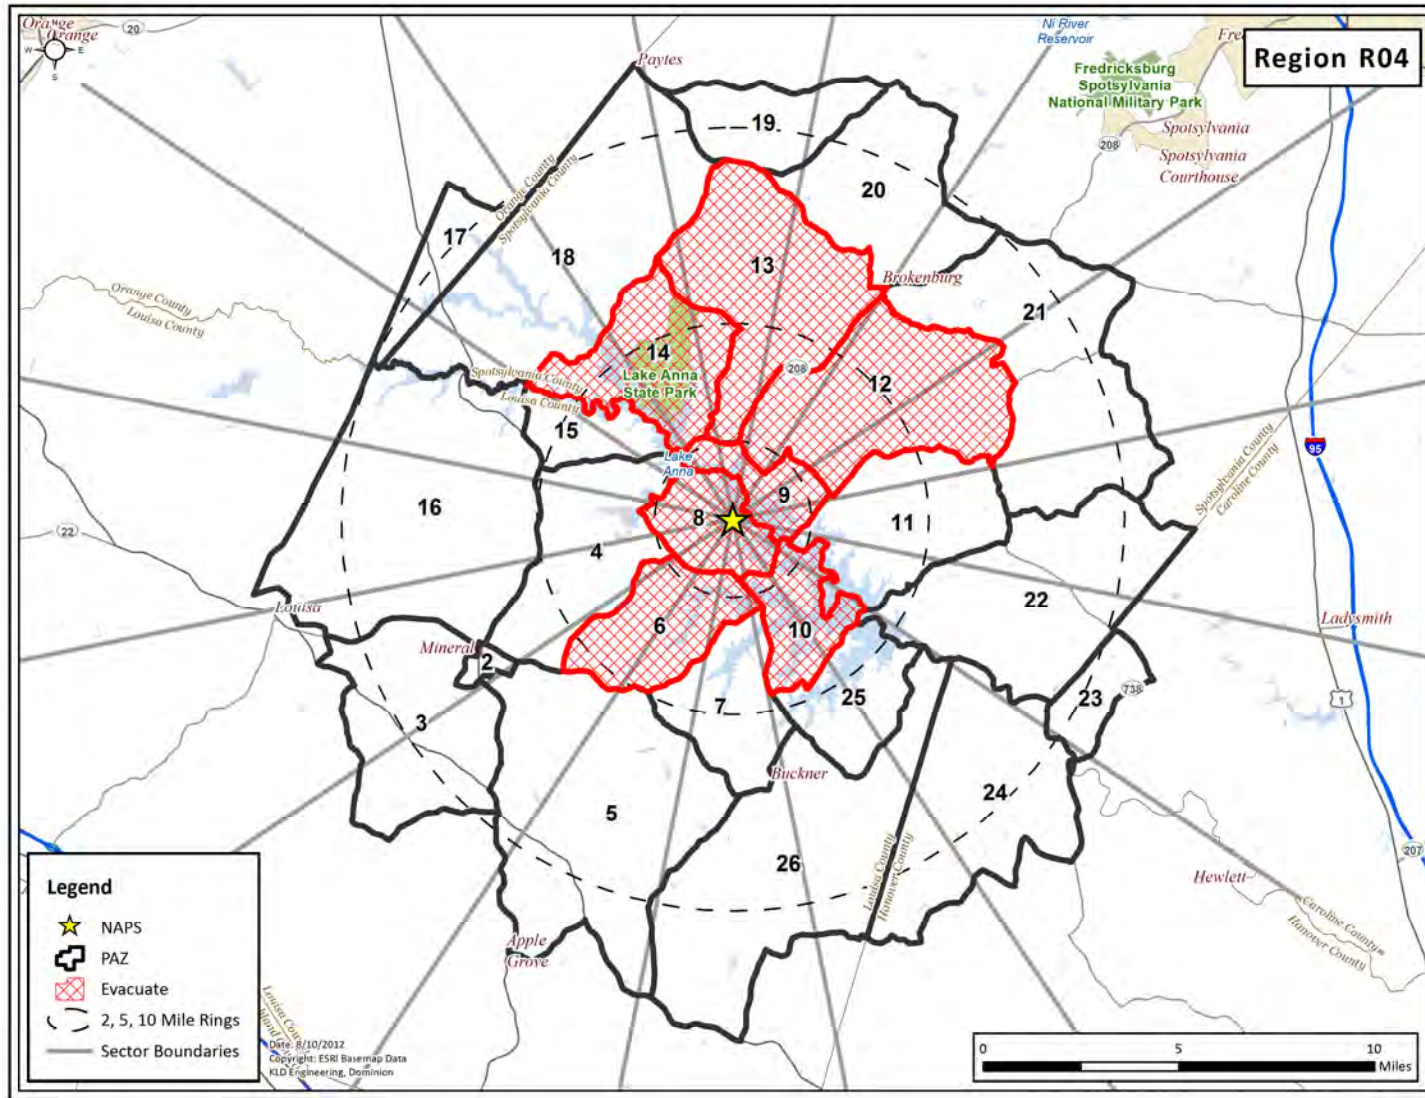 Orange
Orange
20
N
W
E
S
Paytes
Ni River
Reservoir
Fre
Region R04
Fredricksburg
Spotsylvania
National Military Park
Spotsylvania
208
Spotsylvania
Courthouse
19
20
17
Orange County
Spotsylvania County
18
13
Brokenburg
Orange County
Louisa County
21
14
Lake Anna
State Park
208
12
Spotsylvania County
Louisa County
15
Lake
Anna
95
Spotsylvania County
Caroline County
16
9
8
11
22
4
Louisa
22
6
10
Mineral
2
Ladysmith
25
7
23
738
1
3
Buckner
24
5
26
207
Louisa County
Hanover County
Hewlett
Caroline County
Hanover County
Apple
Grove
Legend
NAPS
PAZ
Evacuate
2, 5, 10 Mile Rings
Sector Boundaries
Date: 8/10/2012
Copyright: ESRI Basemap Data
KLD Engineering, Dominion
0
5
10
Miles